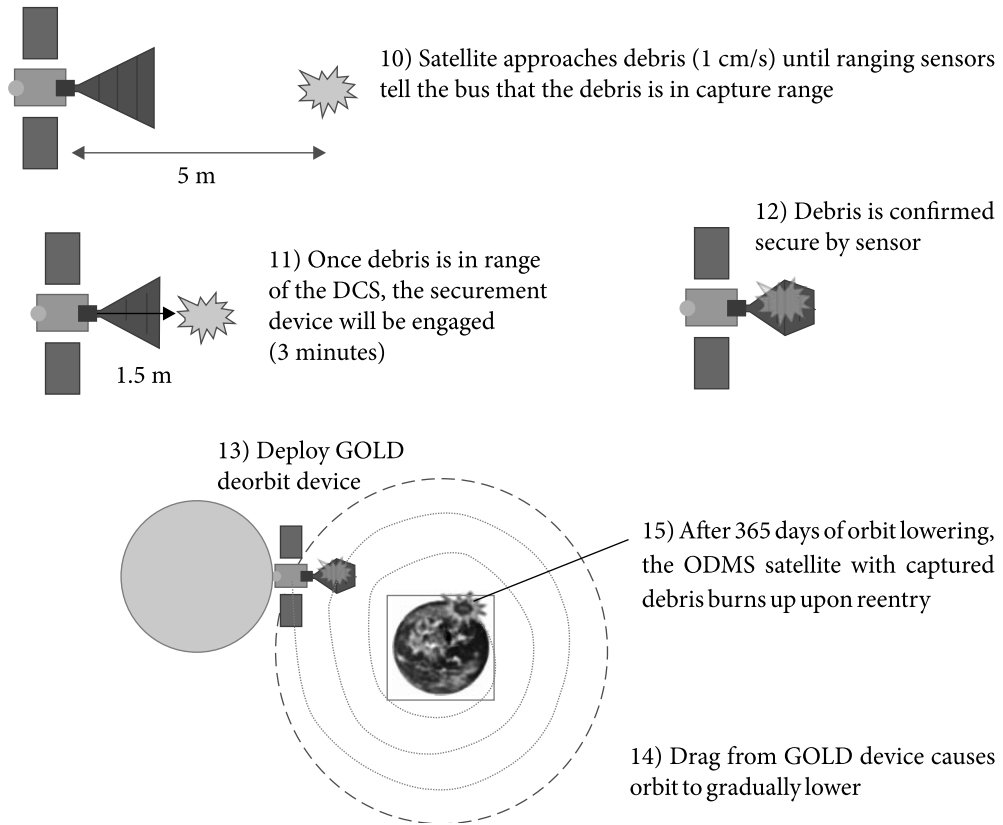 10) Satellite approaches debris (1 cm/s) until ranging sensors
tell the bus that the debris is in capture range
5 m
12) Debris is confirmed
secure by sensor
11) Once debris is in range
of the DCS, the securement
device will be engaged
(3 minutes)
1.5 m
13) Deploy GOLD
deorbit device
15) After 365 days of orbit lowering,
the ODMS satellite with captured
debris burns up upon reentry
14) Drag from GOLD device causes
orbit to gradually lower